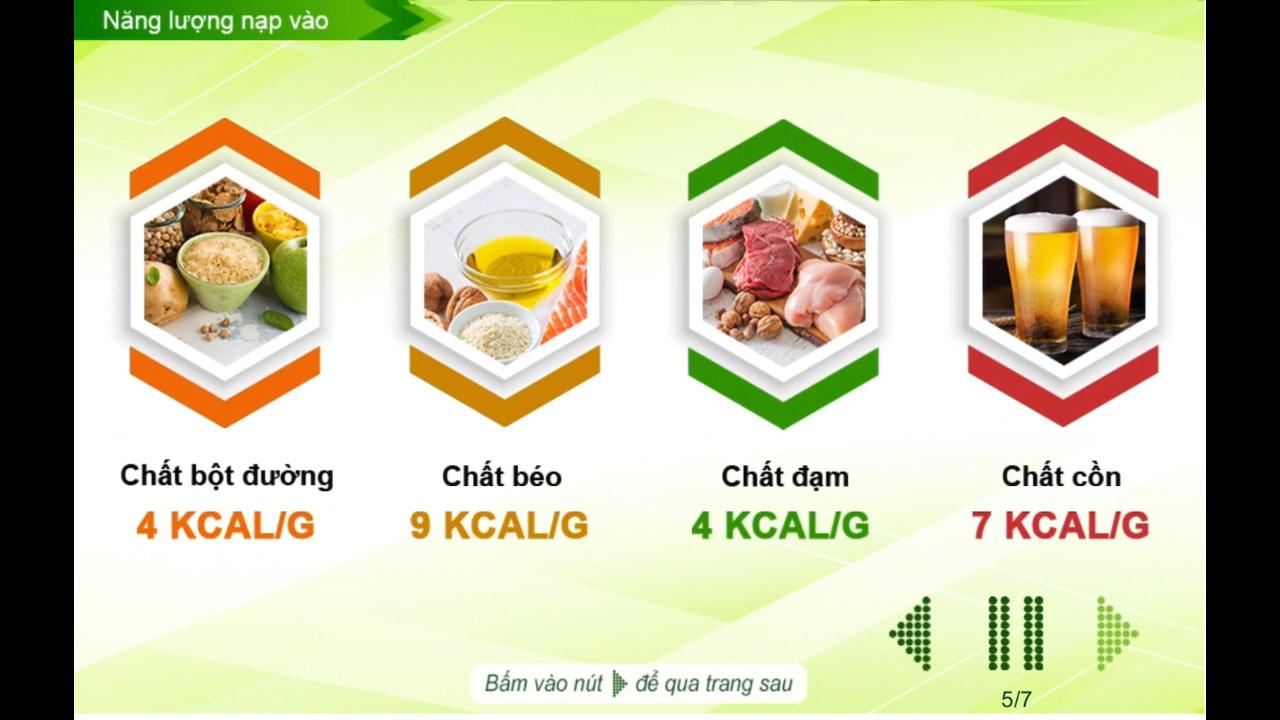 Năng lượng nạp vào
Chất bột đường
4 KCAL/G
Chất béo
9 KCAL/G
Chất đạm
4 KCAL/G
Chất cồn
7 KCAL/G
Bấm vào nút để qua trang sau
5/7